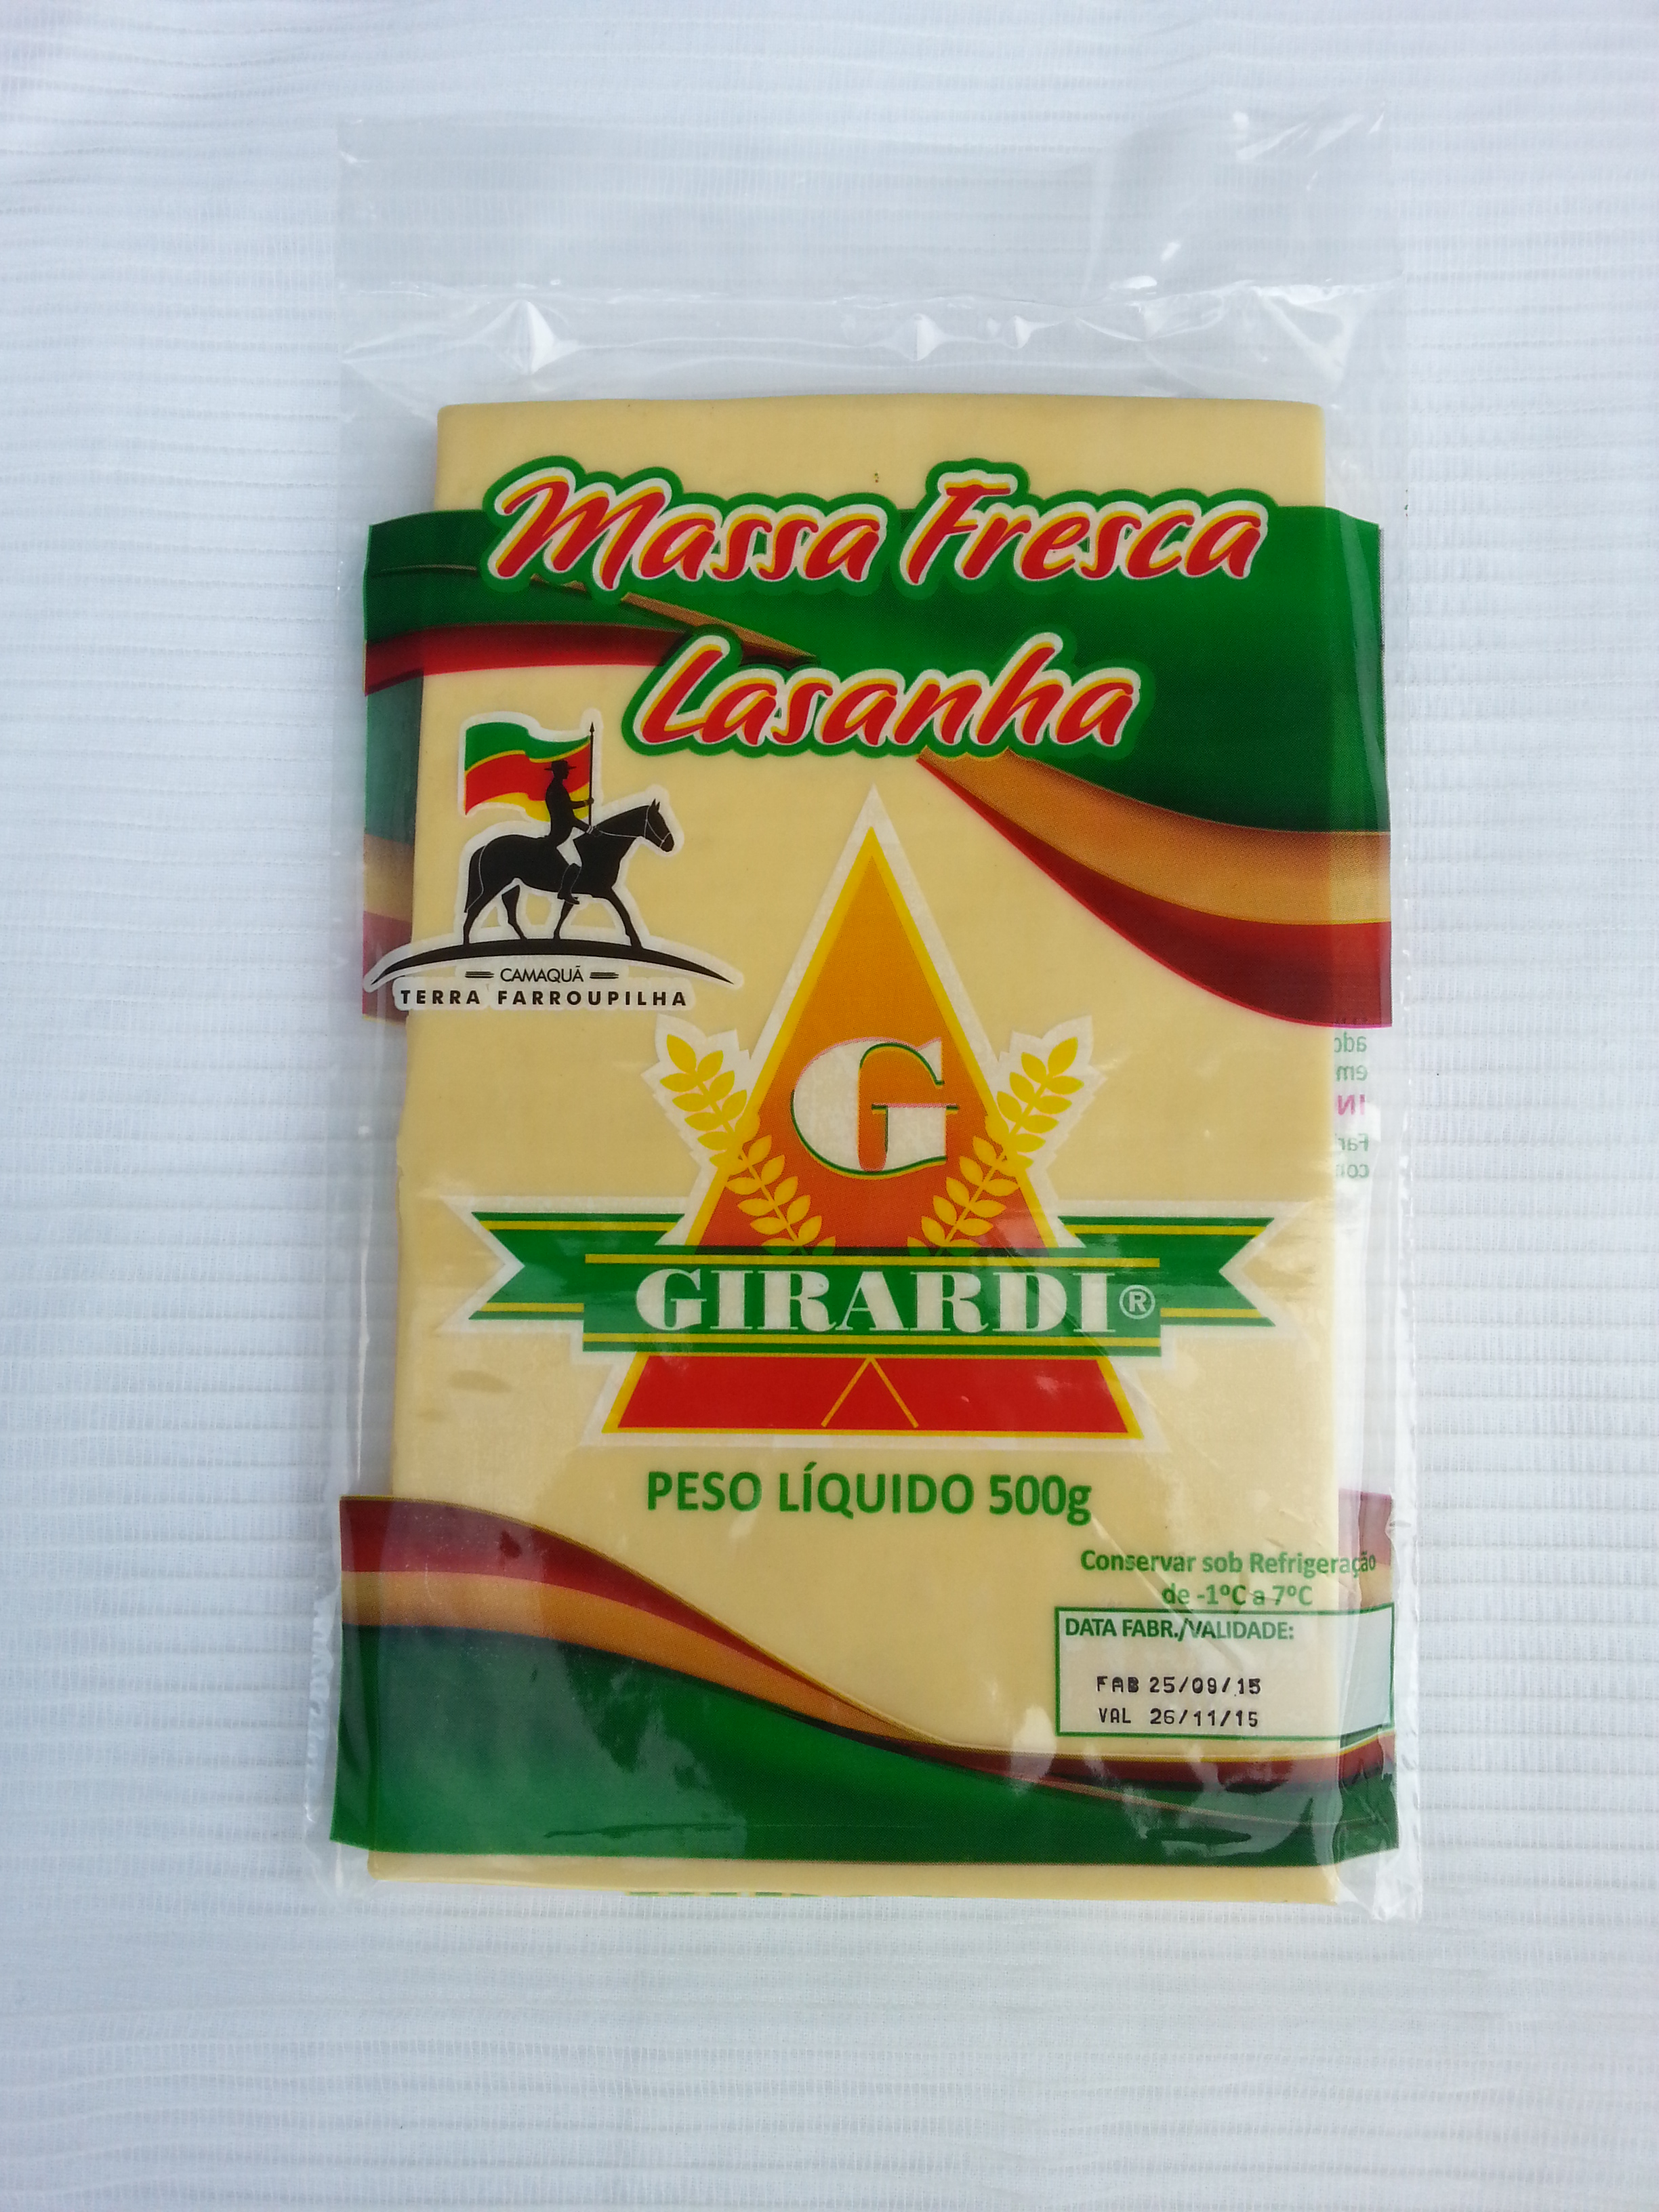 Massa Fresca
Lasanha
CAMAQUÃ
TERRA FARROUPILHA
G
GIRARDI®
PESO LÍQUIDO 500g
Conservar sob Refrigeração
de -1ºC a 7ºC
DATA FABR./VALIDADE:
FAB 25/09/15
VAL 26/11/15